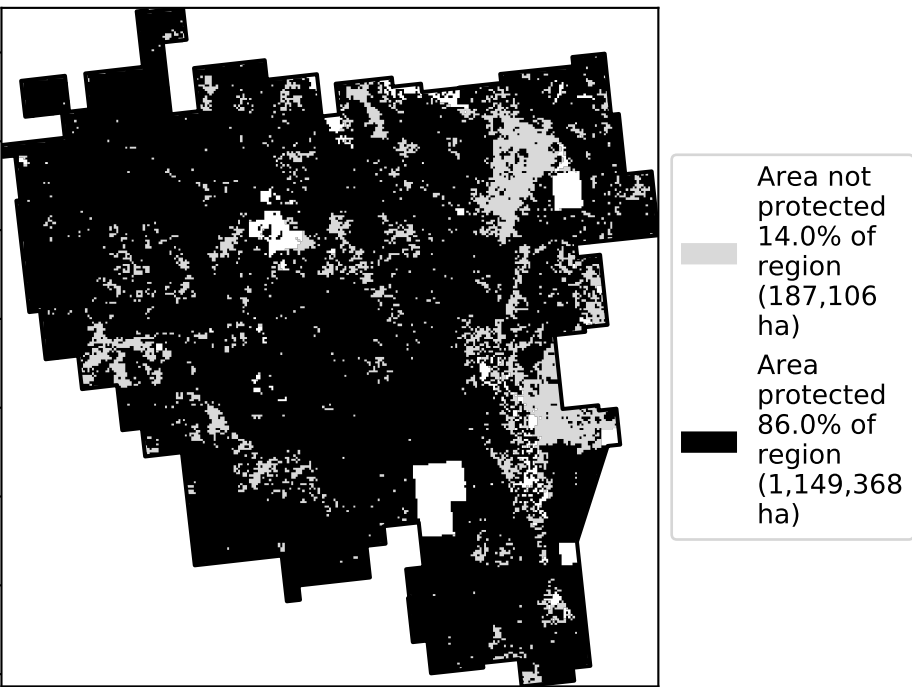 Area not
protected
14.0% of
region
(187,106
ha)
Area
protected
86.0% of
region
(1,149,368
ha)